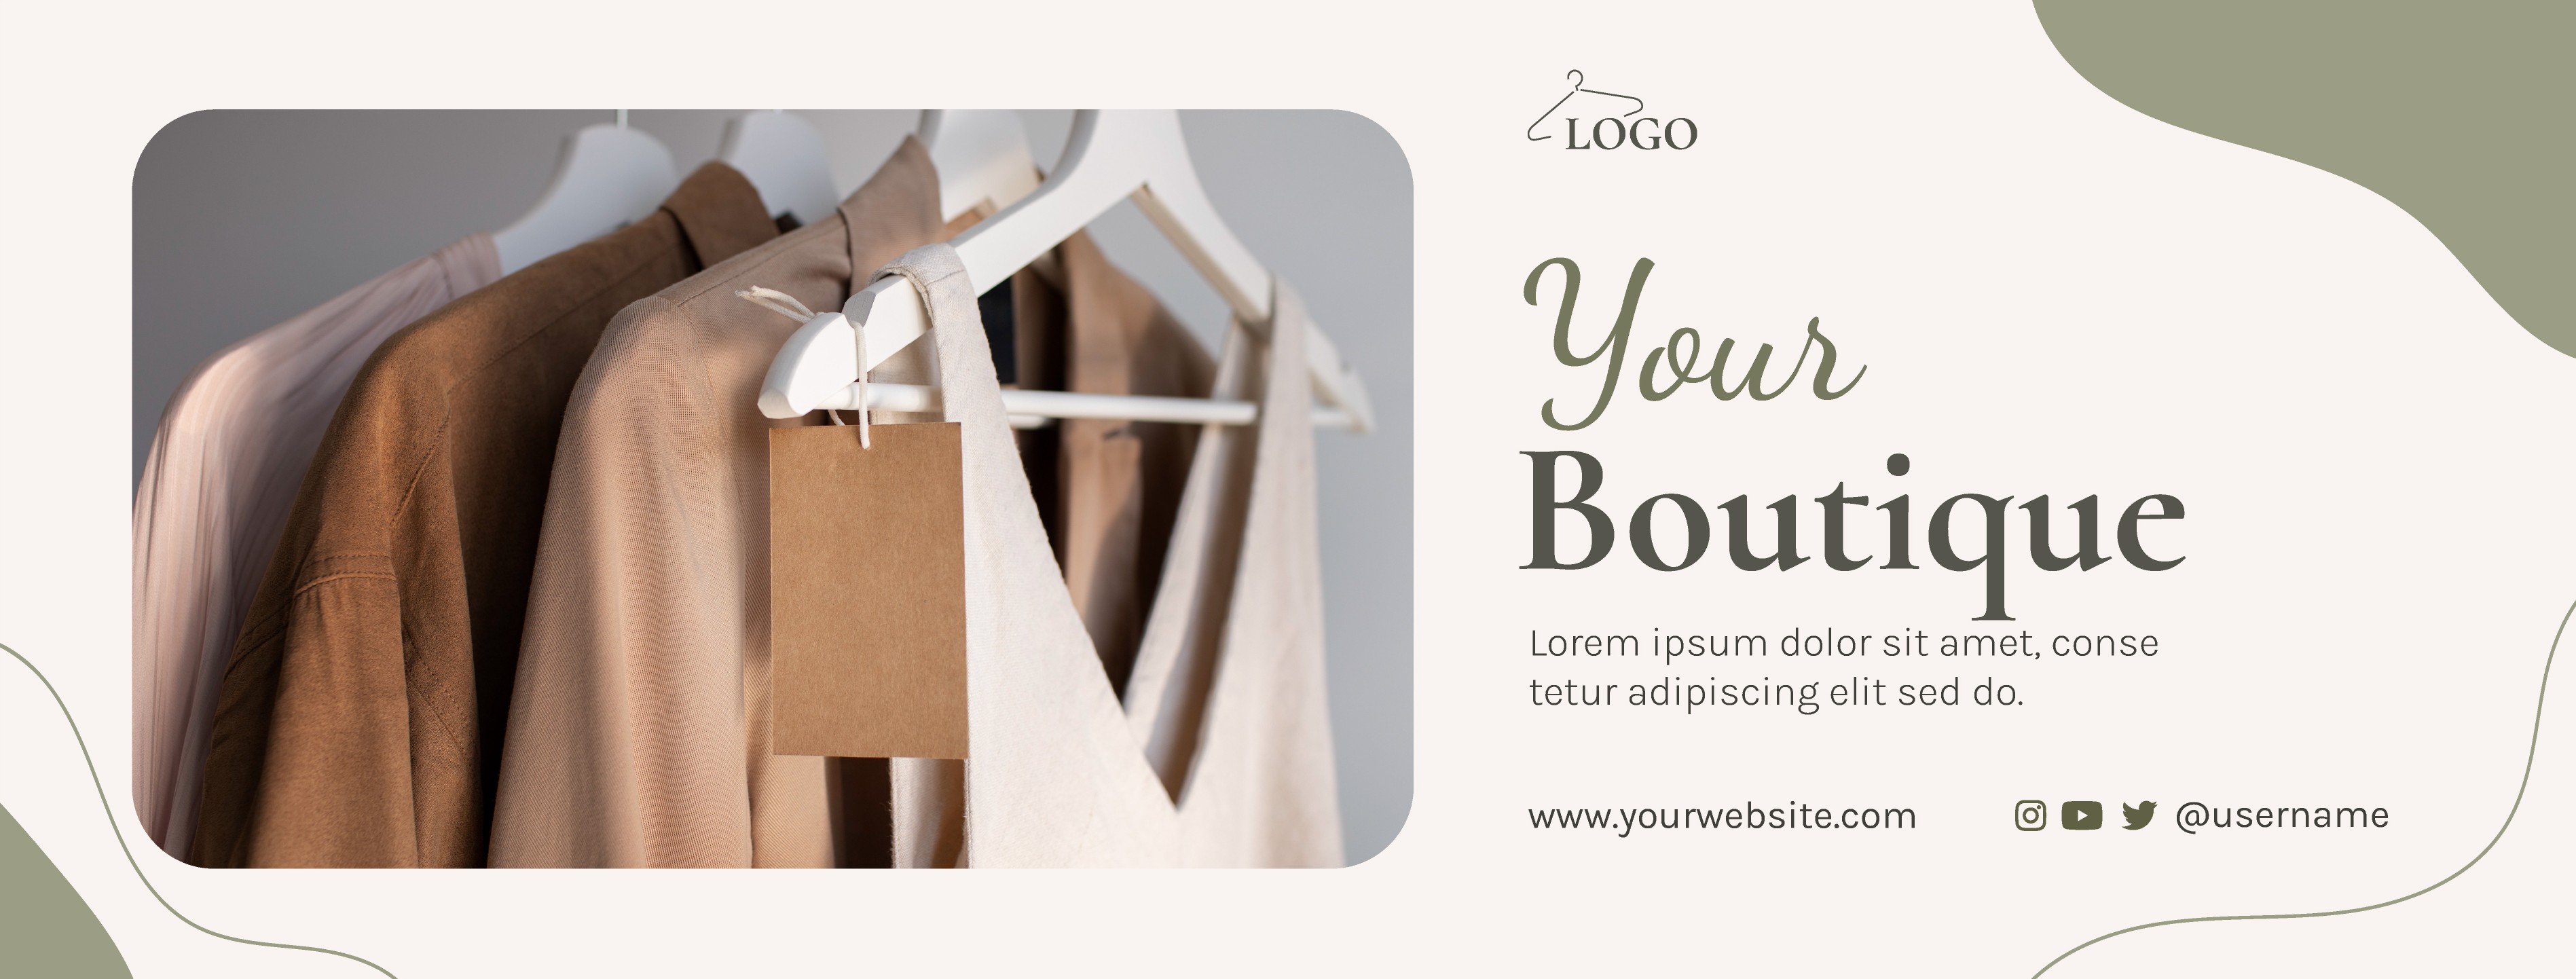 LOGO
Your
Boutique
Lorem ipsum dolor sit amet, conse
tetur adipiscing elit sed do.
www.yourwebsite.com
@username